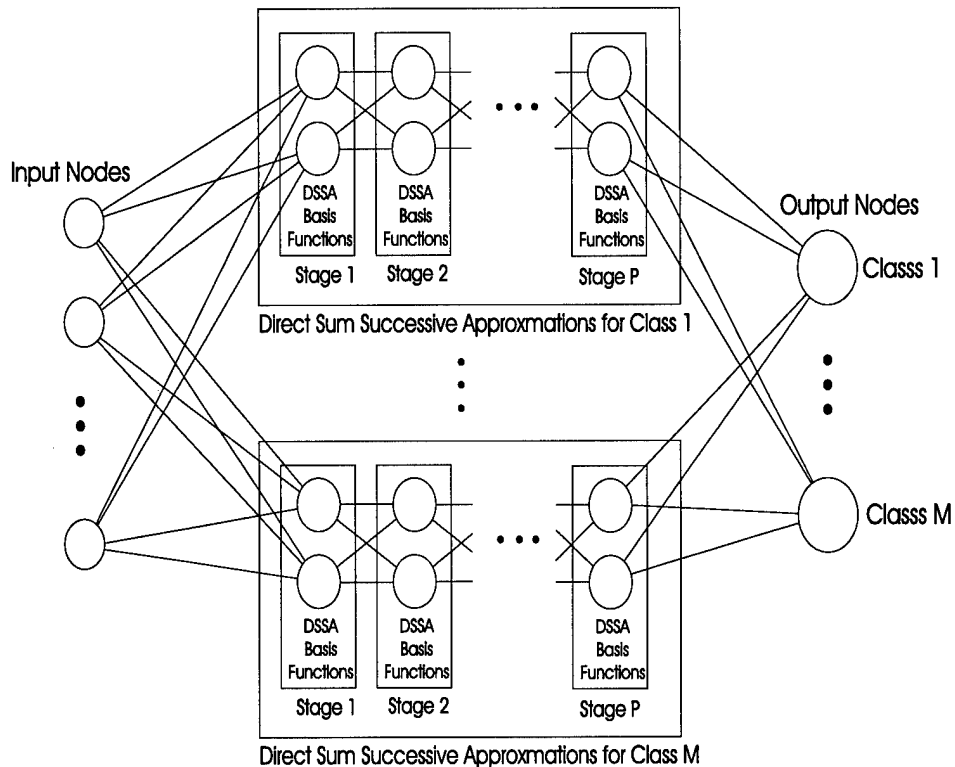 Input Nodes
DSSA
Basis
Functions
Stage 1
DSSA
Basis
Functions
Stage 2
DSSA
Basis
Functions
Stage P
Direct Sum Successive Approxmations for Class 1
Output Nodes
Classs 1
Classs M
DSSA
Basis
Functions
Stage 1
DSSA
Basis
Functions
Stage 2
DSSA
Basis
Functions
Stage P
Direct Sum Successive Approxmations for Class M